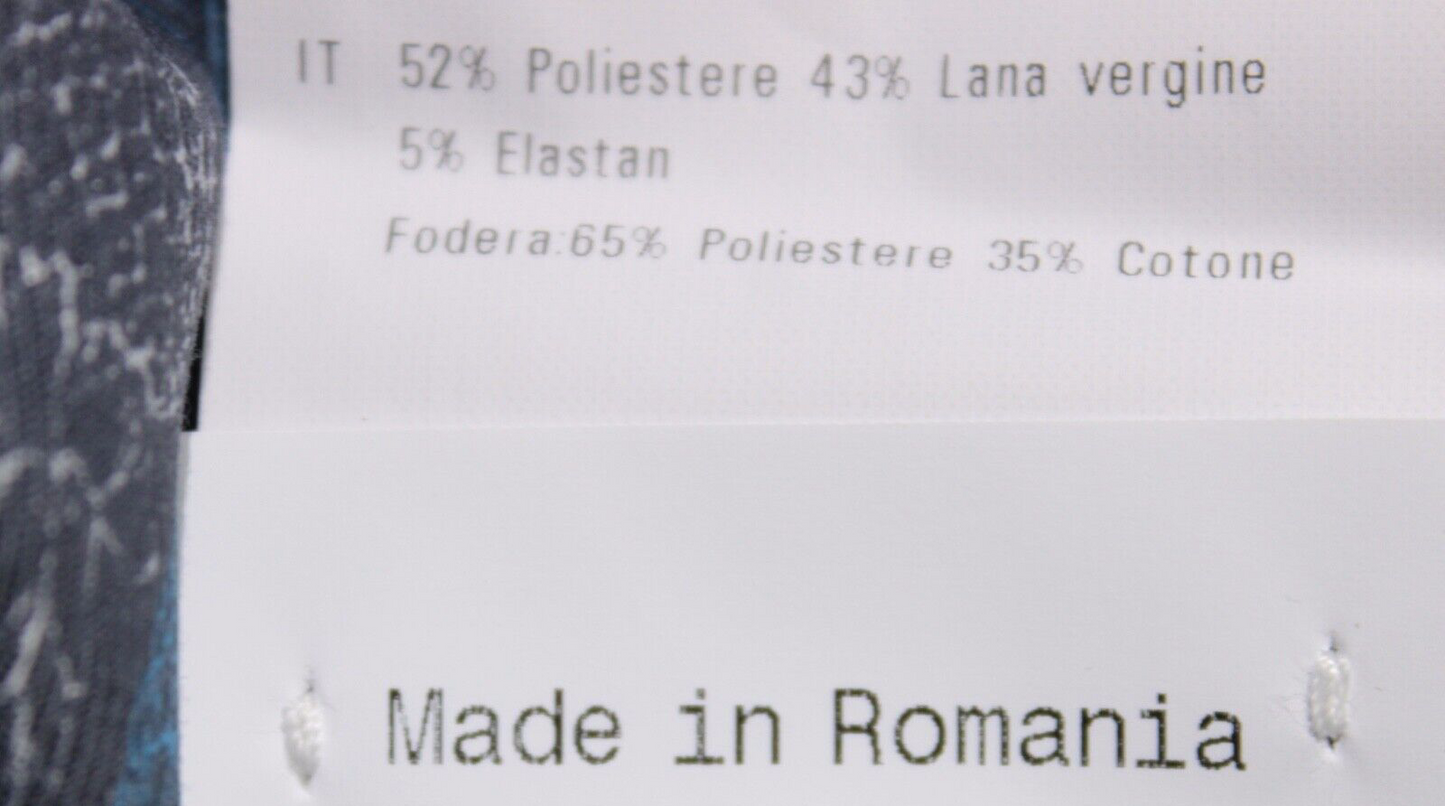 IT 52% Poliestere 43% Lana vergine
5% Elastan
Fodera:65% Poliestere 35% Cotone
Made in Romania